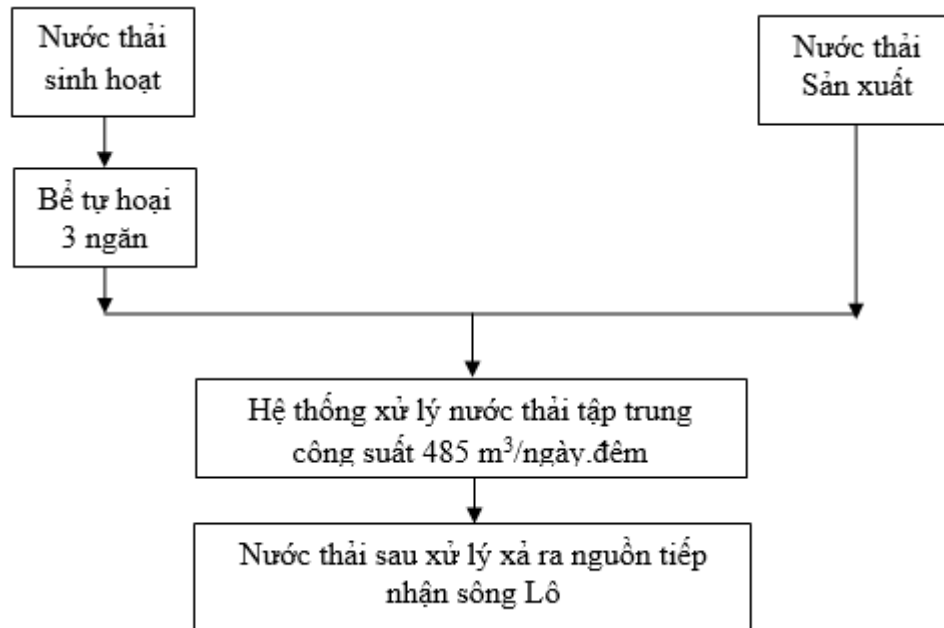 Nước thải
sinh hoạt
Nước thải
Sản xuất
Bể tự hoại
3 ngăn
Hệ thống xử lý nước thải tập trung
công suất 485 m³/ngày.đêm
Nước thải sau xử lý xả ra nguồn tiếp
nhận sông Lô